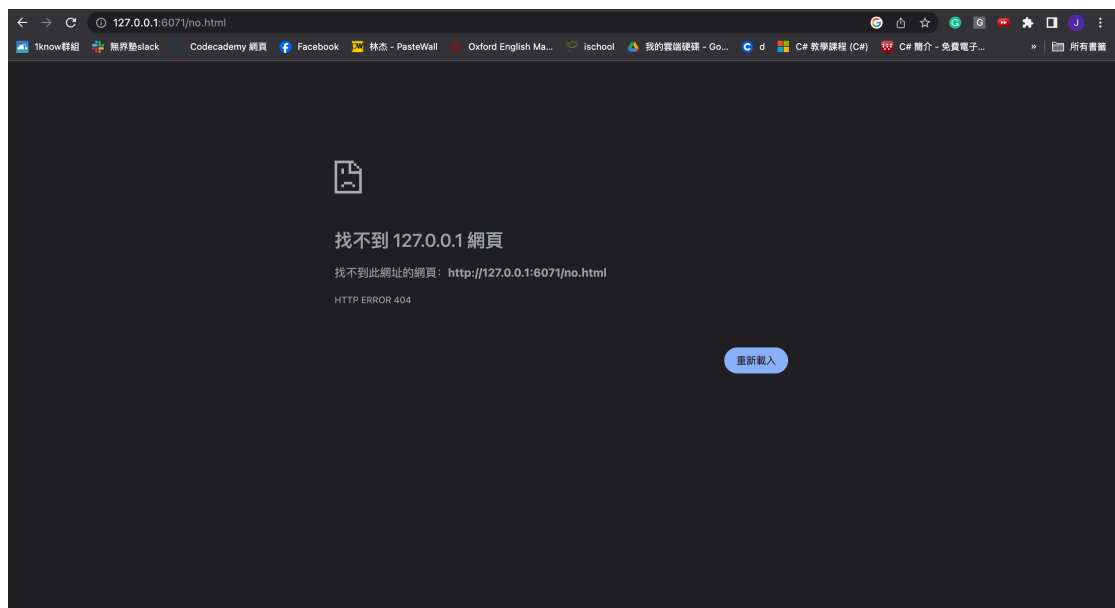 127.0.0.1:6071/no.html
1know群組 無界塾slack Codecademy 網頁 Facebook 林杰 - PasteWall Oxford English Ma... ischool 我的雲端硬碟 - Go... d C# 教學課程 (C#) C# 簡介 - 免費電子... » 所有書籤
找不到 127.0.0.1 網頁
找不到此網址的網頁：http://127.0.0.1:6071/no.html
HTTP ERROR 404
重新載入